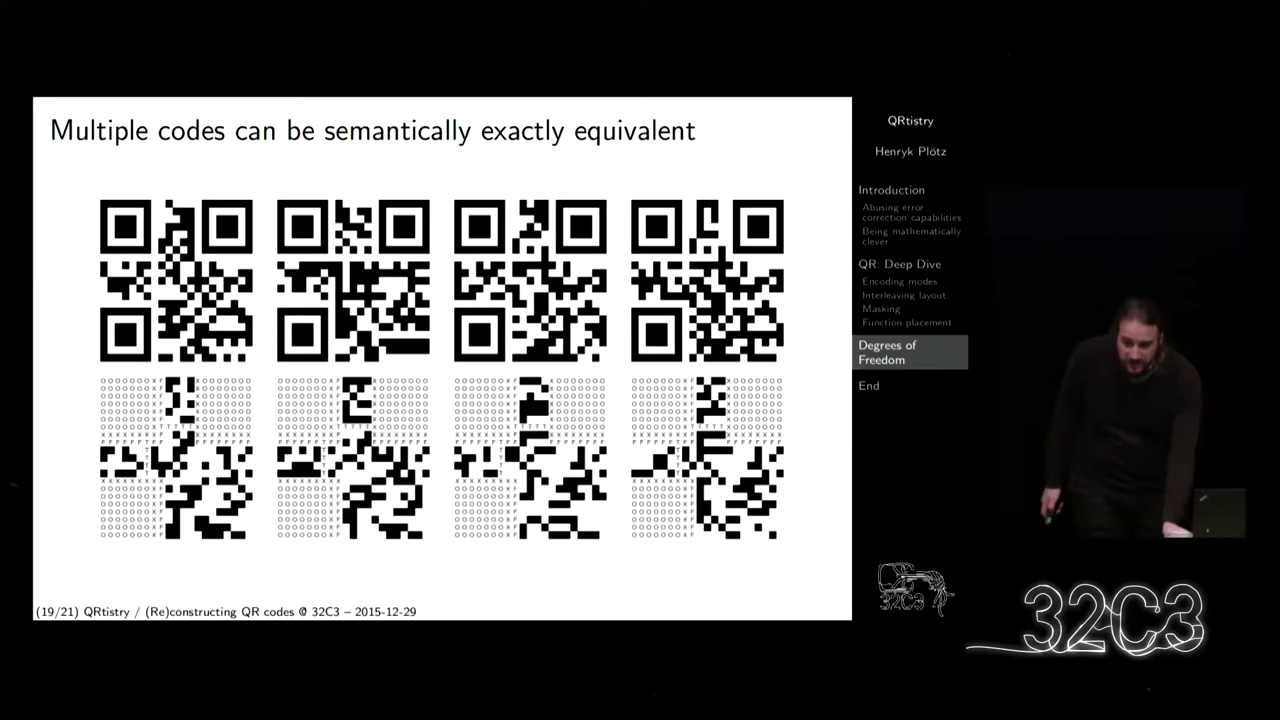 Multiple codes can be semantically exactly equivalent
(19/21) QRtistry / (Re)constructing QR codes @ 32C3 – 2015-12-29
QRtistry
Henryk Plötz
Introduction
Abusing error
correction capabilities
Being mathematically
clever
QR: Deep Dive
Encoding modes
Interleaving layout
Masking
Function placement
Degrees of
Freedom
End
32C3
32C3